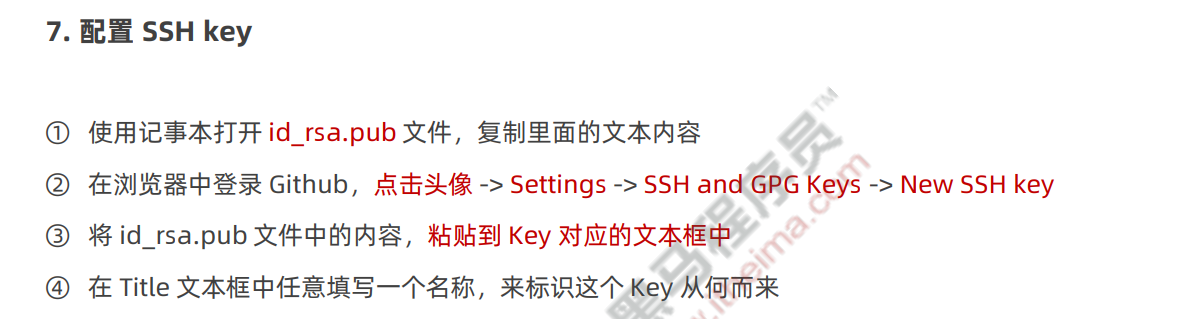 7. 配置 SSH key
① 使用记事本打开 id_rsa.pub 文件，复制里面的文本内容
② 在浏览器中登录 Github，点击头像 -> Settings -> SSH and GPG Keys -> New SSH key
③ 将 id_rsa.pub 文件中的内容，粘贴到 Key 对应的文本框中
④ 在 Title 文本框中任意填写一个名称，来标识这个 Key 从何而来
黑马程序员™
www.itheima.com